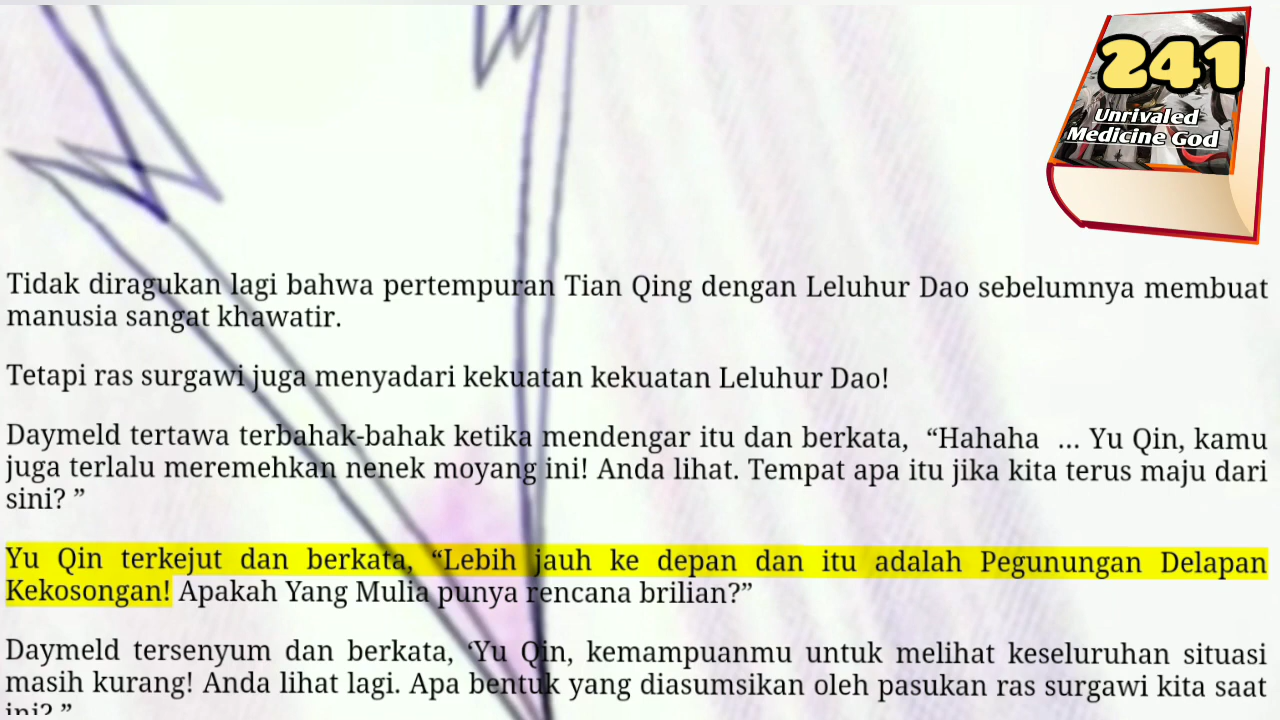 241
Unrivaled
Medicine God
Tidak diragukan lagi bahwa pertempuran Tian Qing dengan Leluhur Dao sebelumnya membuat
manusia sangat khawatir.
Tetapi ras surgawi juga menyadari kekuatan kekuatan Leluhur Dao!
Daymeld tertawa terbahak-bahak ketika mendengar itu dan berkata, “Hahaha ... Yu Qin, kamu
juga terlalu meremehkan nenek moyang ini! Anda lihat. Tempat apa itu jika kita terus maju dari
sini? ”
Yu Qin terkejut dan berkata, “Lebih jauh ke depan dan itu adalah Pegunungan Delapan
Kekosongan! Apakah Yang Mulia punya rencana brilian?”
Daymeld tersenyum dan berkata, ‘Yu Qin, kemampuanmu untuk melihat keseluruhan situasi
masih kurang! Anda lihat lagi. Apa bentuk yang diasumsikan oleh pasukan ras surgawi kita saat
ini? ”